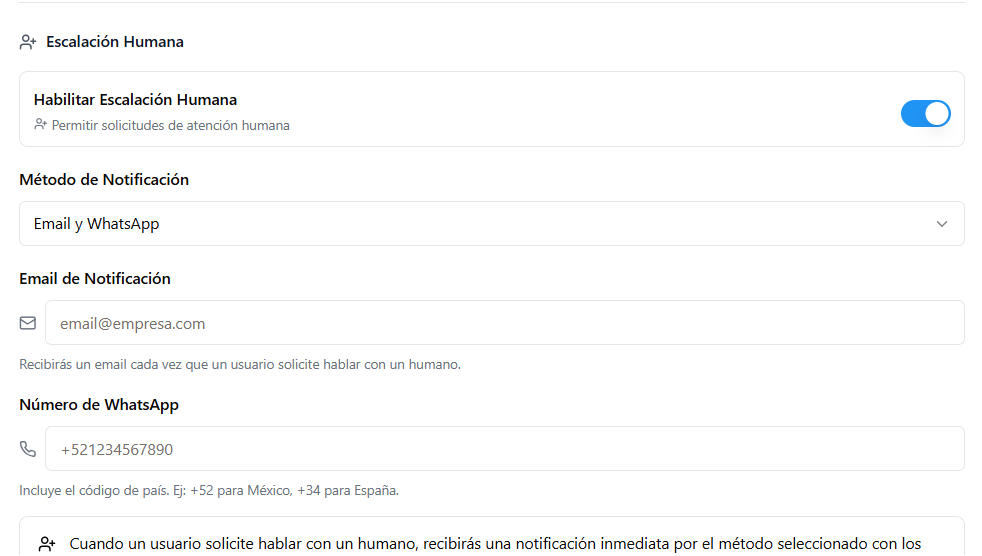 Escalación Humana
Habilitar Escalación Humana
Permitir solicitudes de atención humana
Método de Notificación
Email y WhatsApp
Email de Notificación
email@empresa.com
Recibirás un email cada vez que un usuario solicite hablar con un humano.
Número de WhatsApp
+521234567890
Incluye el código de país. Ej: +52 para México, +34 para España.
Cuando un usuario solicite hablar con un humano, recibirás una notificación inmediata por el método seleccionado con los